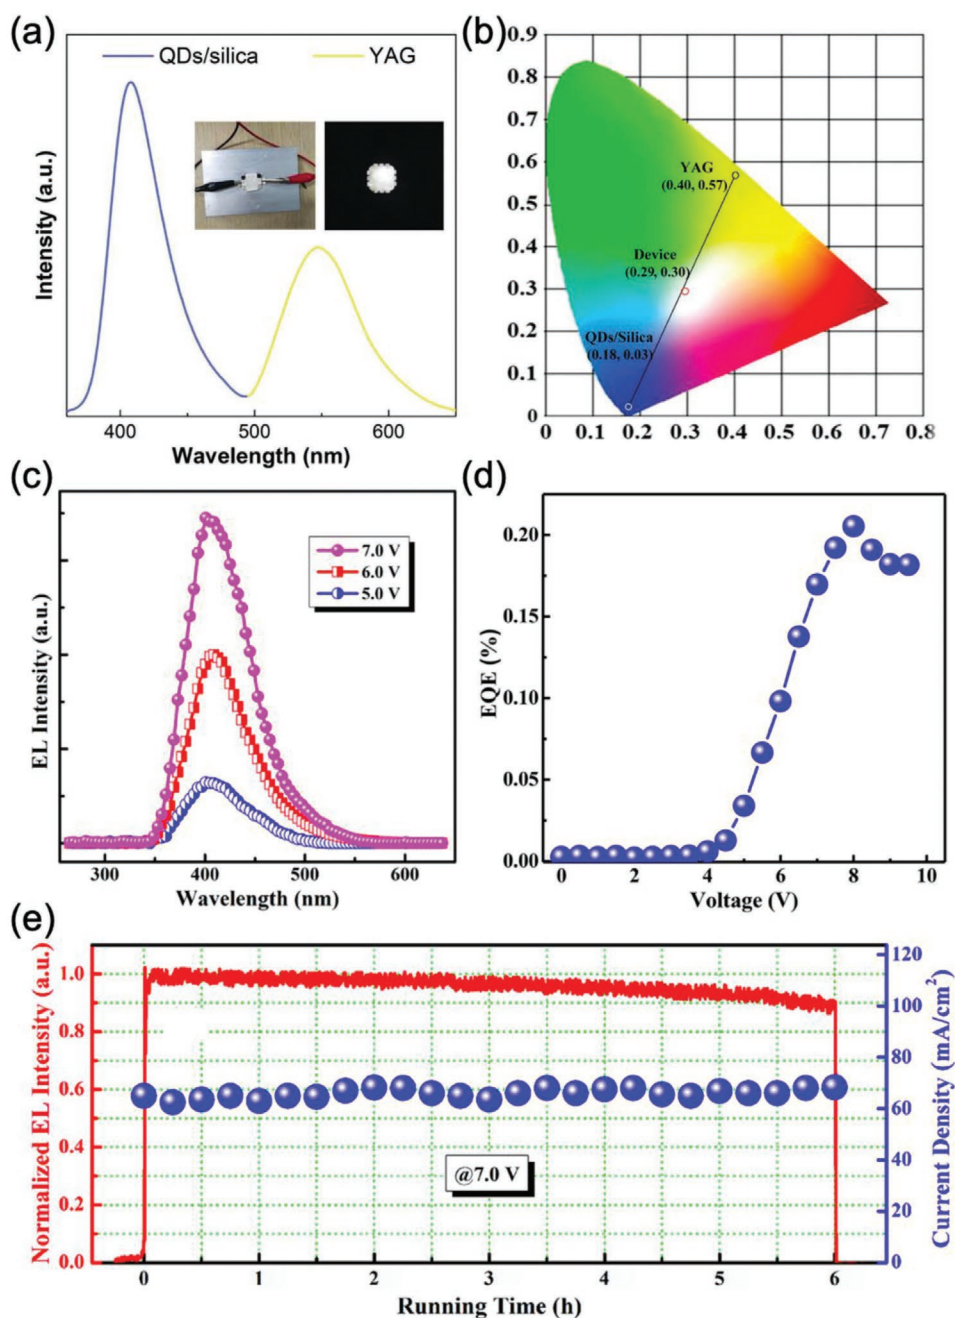 (a)
QDs/silica
YAG
Intensity (a.u.)
400
500
600
Wavelength (nm)
(b)
0.9
0.8
0.7
0.6
0.5
0.4
0.3
0.2
0.1
0
YAG
(0.40, 0.57)
Device
(0.29, 0.30)
QDs/Silica
(0.18, 0.03)
0 0.1 0.2 0.3 0.4 0.5 0.6 0.7 0.8
(c)
EL Intensity (a.u.)
7.0 V
6.0 V
5.0 V
300 400 500 600
Wavelength (nm)
(d)
EQE (%)
0.20
0.15
0.10
0.05
0.00
0 2 4 6 8 10
Voltage (V)
(e)
Normalized EL Intensity (a.u.)
1.0
0.8
0.6
0.4
0.2
0.0
@7.0 V
120
100
80
60
40
20
0
Current Density (mA/cm²)
0 1 2 3 4 5 6
Running Time (h)